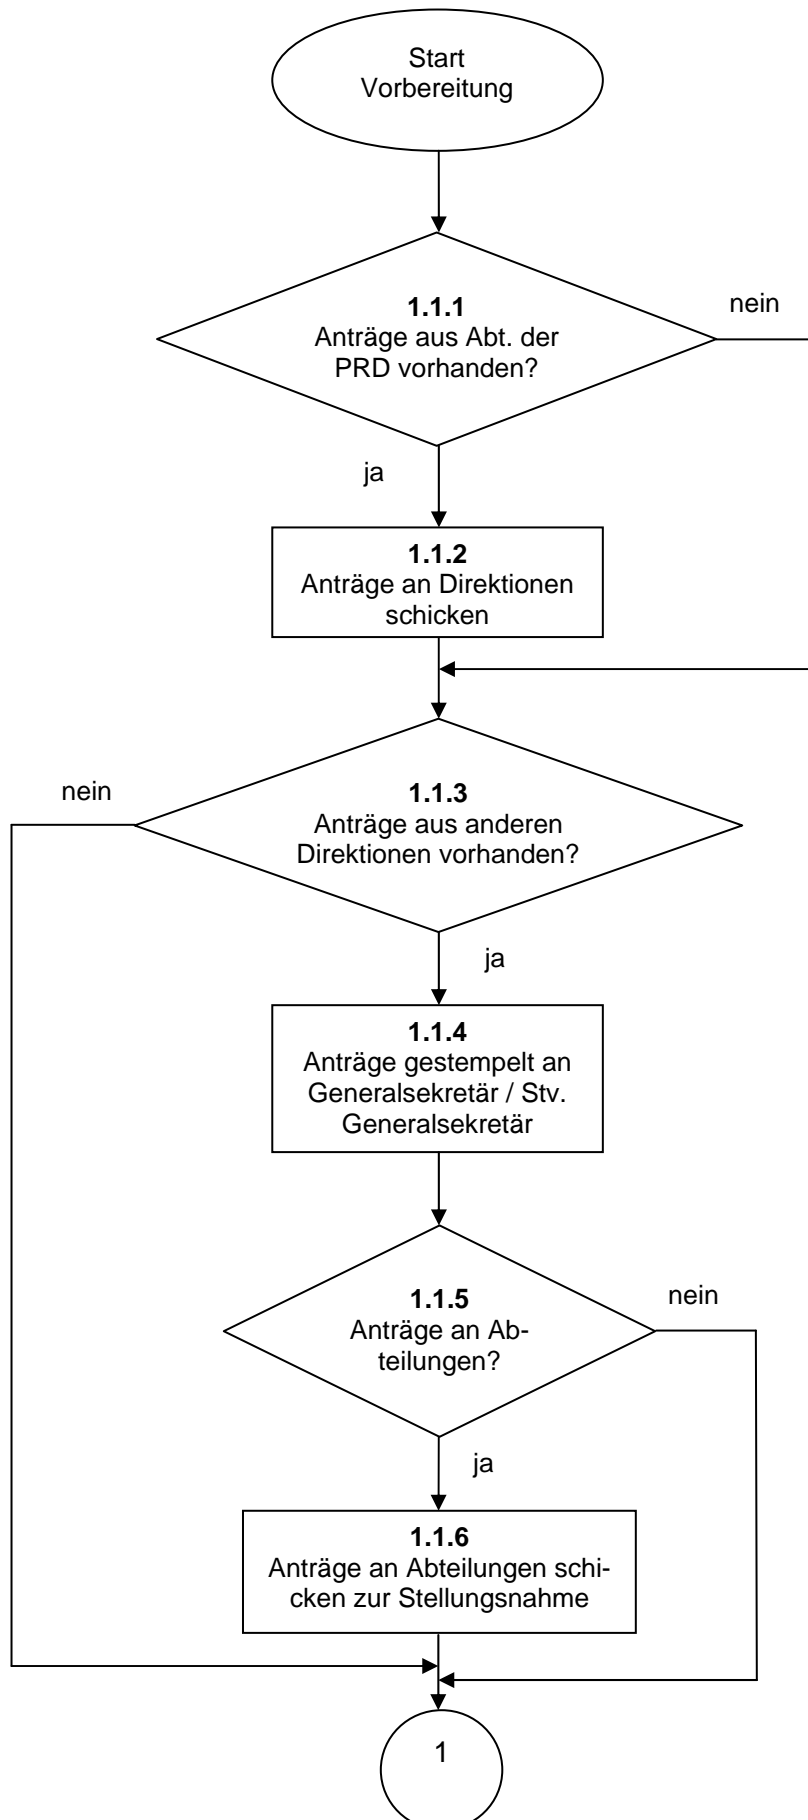 Start
Vorbereitung
1.1.1
Anträge aus Abt. der
PRD vorhanden?
nein
ja
1.1.2
Anträge an Direktionen
schicken
nein
1.1.3
Anträge aus anderen
Direktionen vorhanden?
ja
1.1.4
Anträge gestempelt an
Generalsekretär / Stv.
Generalsekretär
1.1.5
Anträge an Ab-
teilungen?
nein
ja
1.1.6
Anträge an Abteilungen schi-
cken zur Stellungsnahme
1